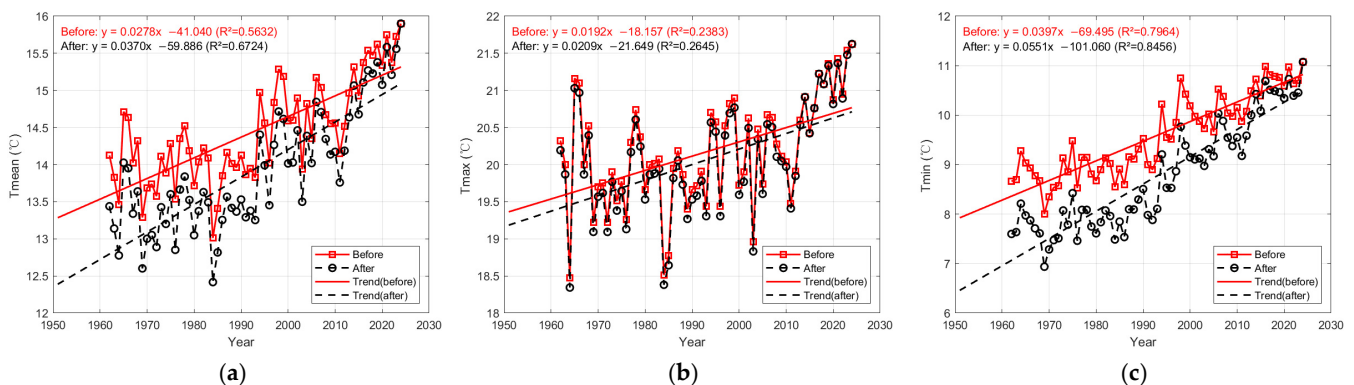 Before: y = 0.0278x −41.040 (R²=0.5632)
After: y = 0.0370x −59.886 (R²=0.6724)
Tmean (℃)
16
15.5
15
14.5
14
13.5
13
12.5
12
Before
After
Trend(before)
Trend(after)
1950 1960 1970 1980 1990 2000 2010 2020 2030
Year
(a)
Before: y = 0.0192x −18.157 (R²=0.2383)
After: y = 0.0209x −21.649 (R²=0.2645)
Tmax (℃)
22
21.5
21
20.5
20
19.5
19
18.5
18
Before
After
Trend(before)
Trend(after)
1950 1960 1970 1980 1990 2000 2010 2020 2030
Year
(b)
Before: y = 0.0397x −69.495 (R²=0.7964)
After: y = 0.0551x −101.060 (R²=0.8456)
Tmin (℃)
12
11
10
9
8
7
6
5
Before
After
Trend(before)
Trend(after)
1950 1960 1970 1980 1990 2000 2010 2020 2030
Year
(c)